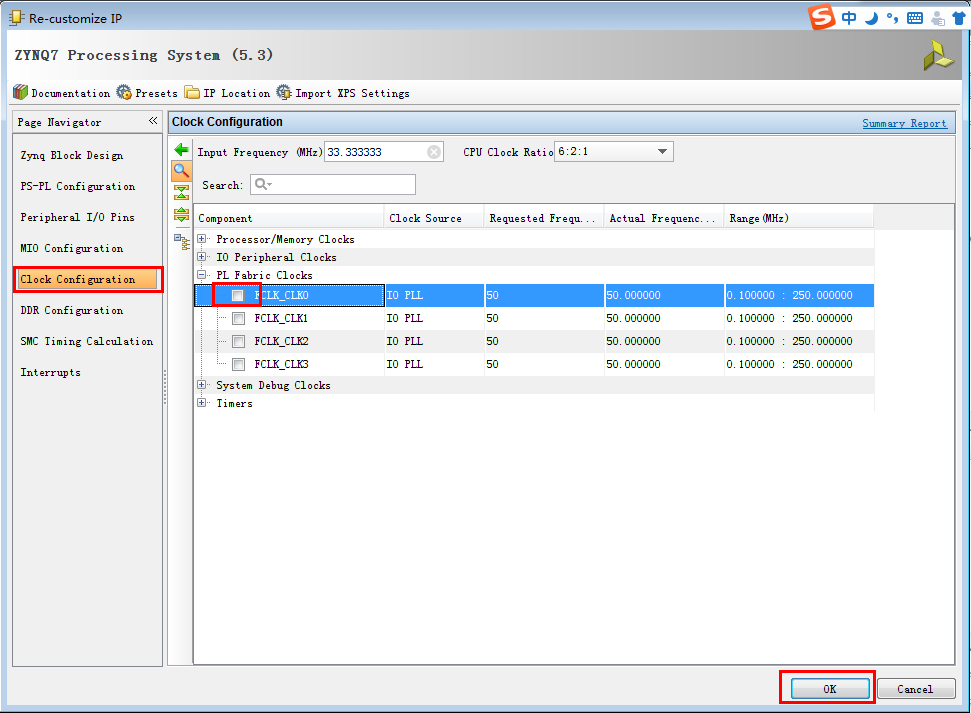 Re-customize IP
S 中
ZYNQ7 Processing System (5.3)
Documentation Presets IP Location Import XPS Settings
Page Navigator «
Clock Configuration Summary Report
Zynq Block Design
PS-PL Configuration
Peripheral I/O Pins
MIO Configuration
Clock Configuration
DDR Configuration
SMC Timing Calculation
Interrupts
Input Frequency (MHz) 33.333333 CPU Clock Ratio 6:2:1
Search:
Component Clock Source Requested Frequ... Actual Frequenc... Range(MHz)
Processor/Memory Clocks
IO Peripheral Clocks
PL Fabric Clocks
FCLK_CLK0 IO PLL 50 50.000000 0.100000 : 250.000000
FCLK_CLK1 IO PLL 50 50.000000 0.100000 : 250.000000
FCLK_CLK2 IO PLL 50 50.000000 0.100000 : 250.000000
FCLK_CLK3 IO PLL 50 50.000000 0.100000 : 250.000000
System Debug Clocks
Timers
OK Cancel